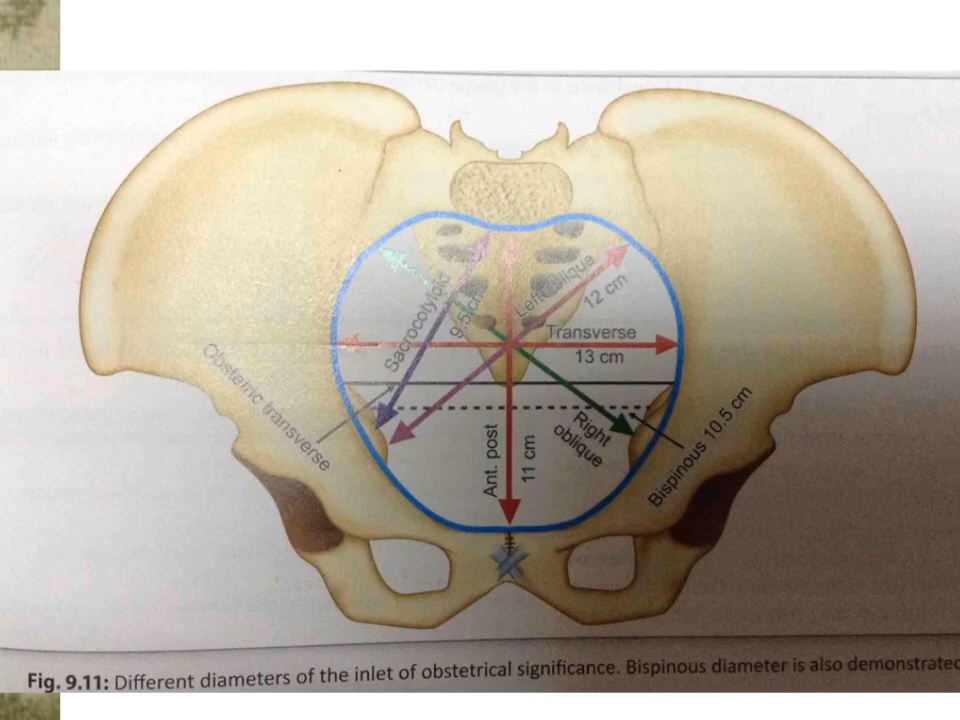 Left oblique
12 cm
Sacrocotyloid
9.5 cm
Transverse
13 cm
Obstetric transverse
Ant. post
11 cm
Right
oblique
Bispinous 10.5 cm
Fig. 9.11: Different diameters of the inlet of obstetrical significance. Bispinous diameter is also demonstrated